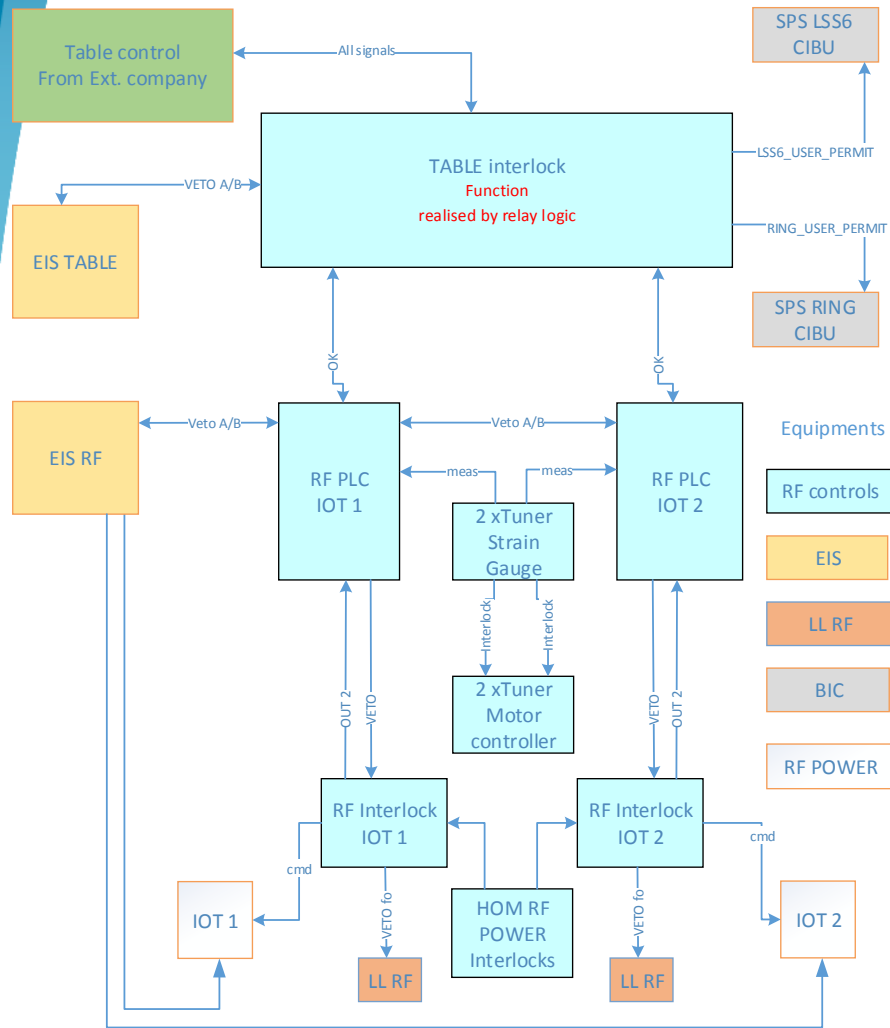 Table control
From Ext. company
All signals
SPS LSS6
CIBU
TABLE interlock
Function
realised by relay logic
LSS6_USER_PERMIT
VETO A/B
RING_USER_PERMIT
EIS TABLE
SPS RING
CIBU
OK
OK
EIS RF
Veto A/B
RF PLC
IOT 1
Veto A/B
RF PLC
IOT 2
meas
meas
2 xTuner
Strain
Gauge
Interlock
Interlock
2 xTuner
Motor
controller
OUT 2
VETO
VETO
OUT 2
Equipments
RF controls
EIS
LL RF
BIC
RF POWER
RF Interlock
IOT 1
RF Interlock
IOT 2
cmd
cmd
IOT 1
VETO fo
HOM RF
POWER
Interlocks
VETO fo
IOT 2
LL RF
LL RF